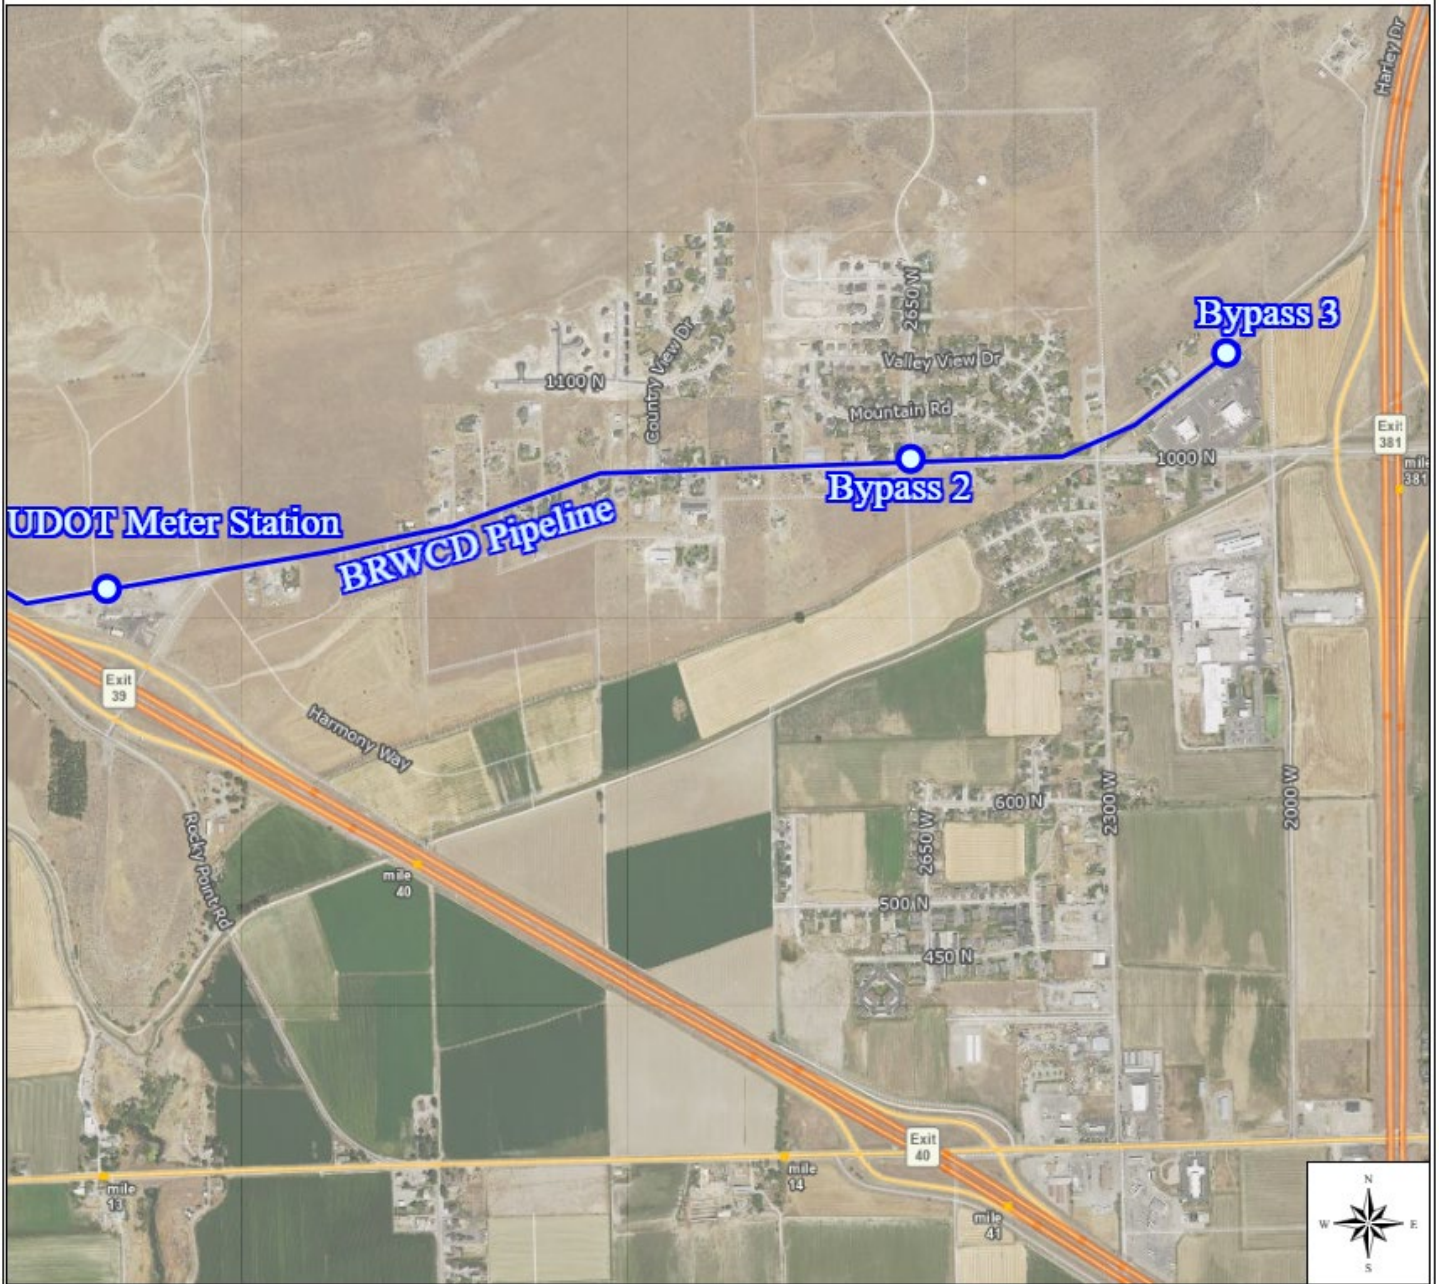 Harley Dr
2650 W
Bypass 3
Valley View Dr
Country View Dr
1100 N
Mountain Rd
Exit
381
mile
381
1000 N
Bypass 2
UDOT Meter Station
BRWCD Pipeline
Exit
39
Harmony Way
600 N
2300 W
2000 W
2650 W
Rocky Point Rd
mile
40
500 N
450 N
Exit
40
mile
14
mile
13
mile
41
N
W
E
S